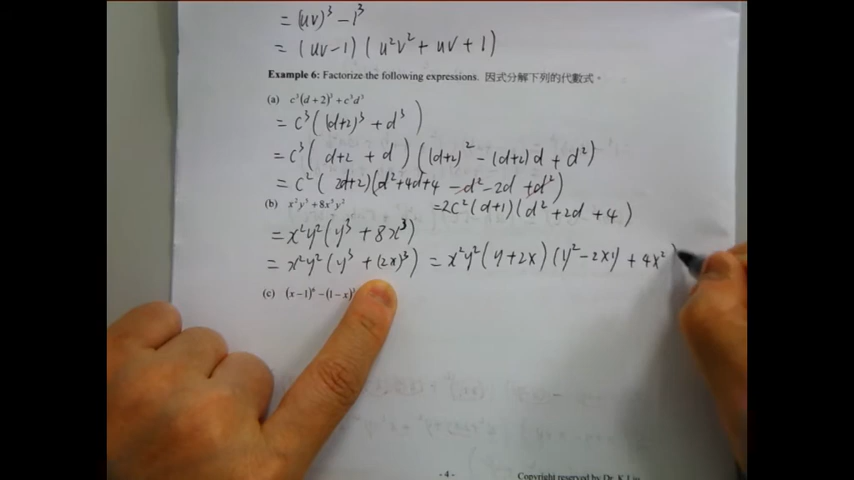 = (uv)³ - 1³
= (uv-1) (u²v² + uv + 1)
Example 6: Factorize the following expressions. 因式分解下列的代數式。
(a) c³(d+2)³ + c³d³
= c³ ( (d+2)³ + d³ )
= c³ ( d+2 + d ) ( (d+2)² - (d+2)d + d² )
= c² ( 2d+2) (d²+4d+4 - d² - 2d + d² )
(b) x²y⁵ + 8x⁵y²
= 2c² (d+1) ( d² + 2d + 4 )
= x²y² ( y³ + 8x³ )
= x²y² ( y³ + (2x)³ ) = x²y² ( y + 2x ) ( y² - 2xy + 4x² )
(c) (x-1)⁶ - (1-x)³
- 4 -
Copyright reserved by Dr. K